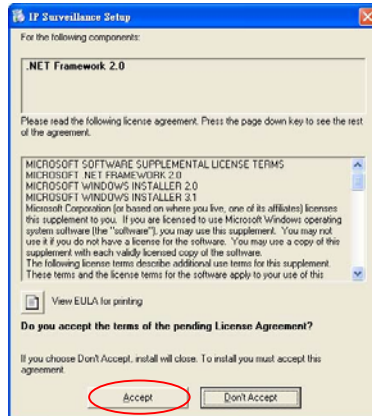 IP Surveillance Setup
For the following components:
.NET Framework 2.0
Please read the following license agreement. Press the page down key to see the rest
of the agreement.
MICROSOFT SOFTWARE SUPPLEMENTAL LICENSE TERMS
MICROSOFT .NET FRAMEWORK 2.0
MICROSOFT WINDOWS INSTALLER 2.0
MICROSOFT WINDOWS INSTALLER 3.1
Microsoft Corporation (or based on where you live, one of its affiliates) licenses
this supplement to you. If you are licensed to use Microsoft Windows operating
system software (the "software"), you may use this supplement. You may not
use it if you do not have a license for the software. You may use a copy of this
supplement with each validly licensed copy of the software.
The following license terms describe additional use terms for this supplement.
These terms and the license terms for the software apply to your use of this
View EULA for printing
Do you accept the terms of the pending License Agreement?
If you choose Don't Accept, install will close. To install you must accept this
agreement.
Accept
Don't Accept